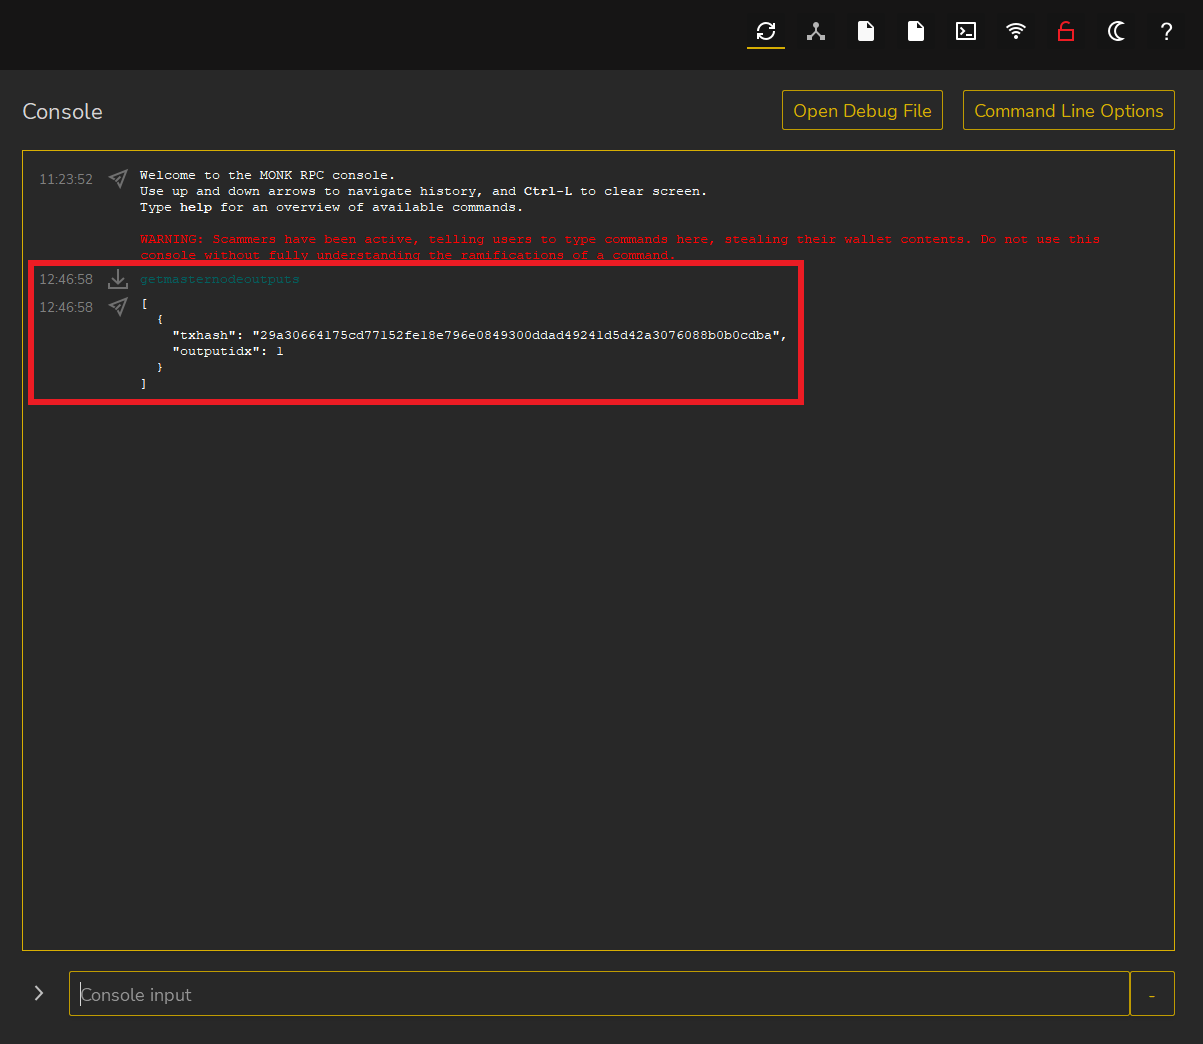 Console
Open Debug File
Command Line Options
11:23:52
Welcome to the MONK RPC console.
Use up and down arrows to navigate history, and Ctrl-L to clear screen.
Type help for an overview of available commands.
WARNING: Scammers have been active, telling users to type commands here, stealing their wallet contents. Do not use this
console without fully understanding the ramifications of a command.
12:46:58 getmasternodeoutputs
12:46:58 [
{
"txhash": "29a30664175cd77152fe18e796e0849300ddad49241d5d42a3076088b0b0cdba",
"outputidx": 1
}
]
Console input
-